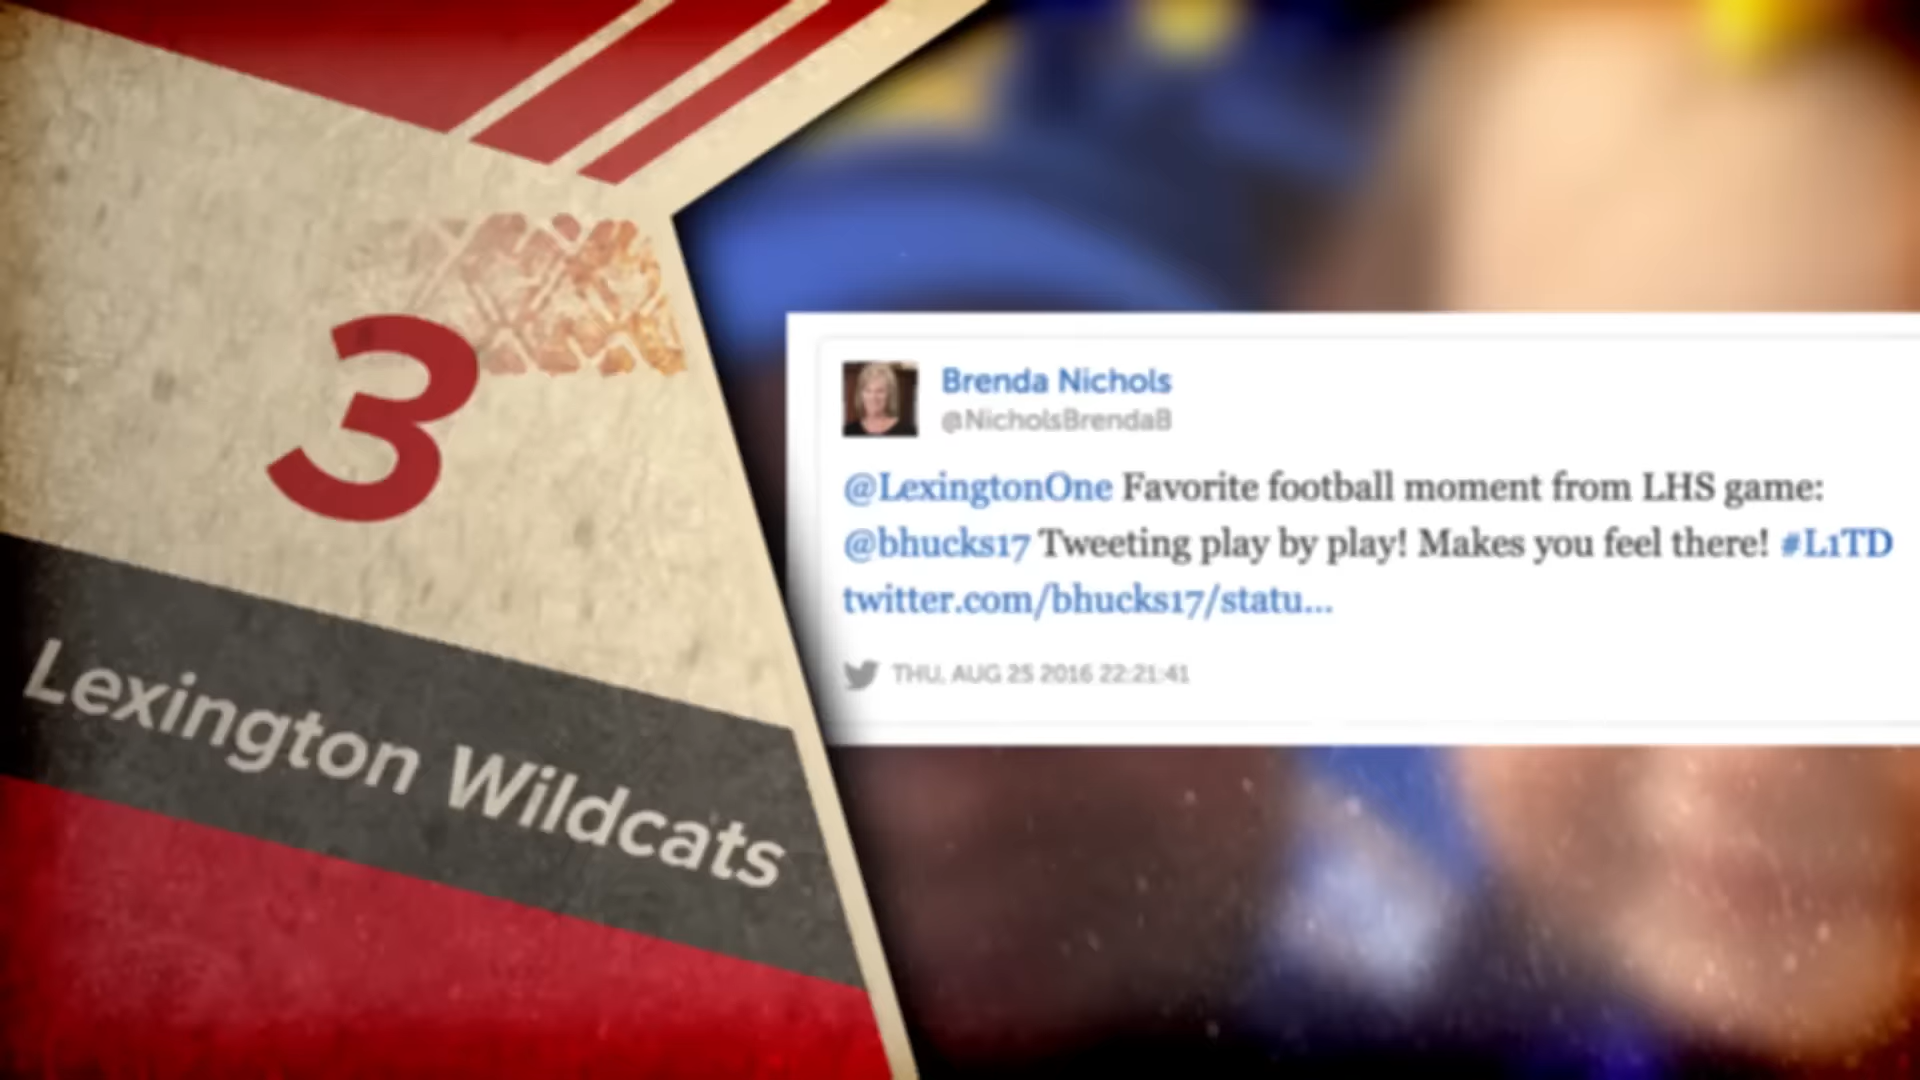 3
Lexington Wildcats
Brenda Nichols
@NicholsBrendaB
@LexingtonOne Favorite football moment from LHS game:
@bhucks17 Tweeting play by play! Makes you feel there! #L1TD
twitter.com/bhucks17/statu...
THU, AUG 25 2016 22:21:41